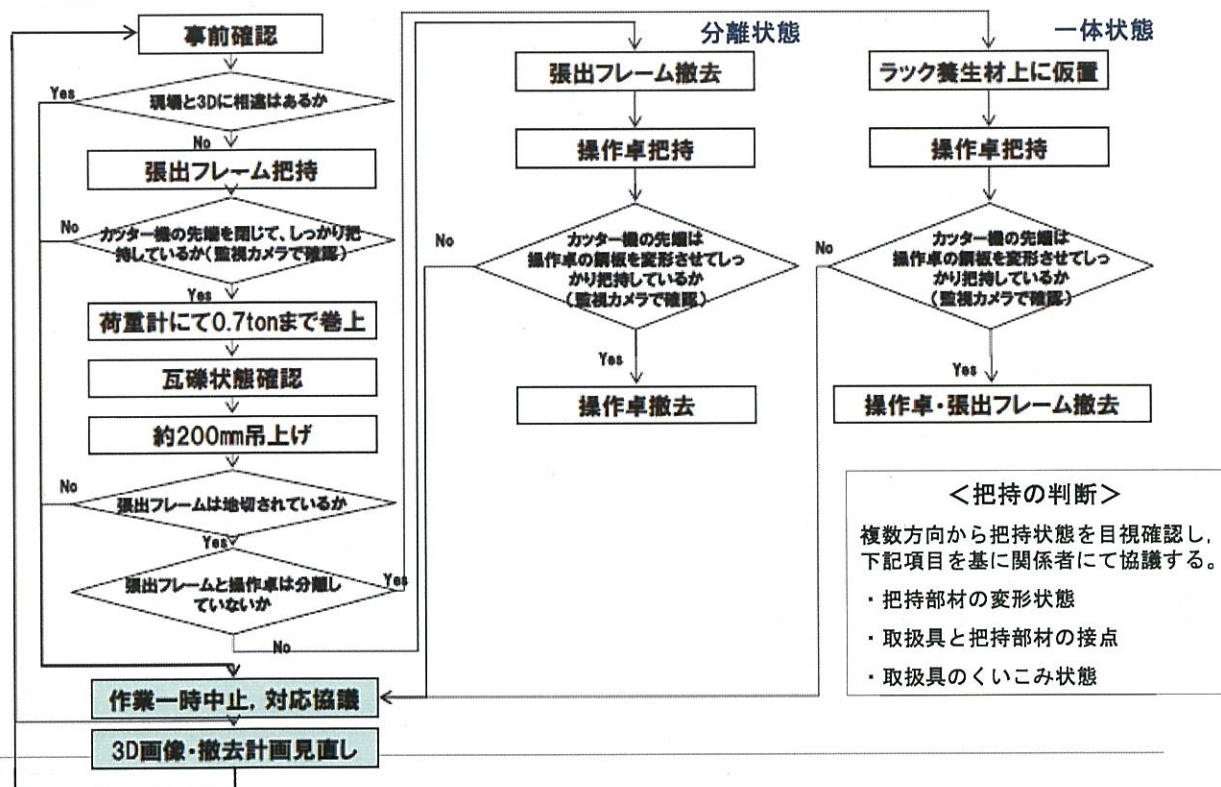 事前確認
Yes
現場と3Dに相違はあるか
No
張出フレーム把持
No
カッター機の先端を閉じて、しっかり把
持しているか(監視カメラで確認)
Yes
荷重計にて0.7tonまで巻上
瓦礫状態確認
約200mm吊上げ
No
張出フレームは地切されているか
Yes
張出フレームと操作卓は分離し
ていないか
Yes
No
作業一時中止，対応協議
3D画像・撤去計画見直し
分離状態
張出フレーム撤去
操作卓把持
No
カッター機の先端は
操作卓の鋼板を変形させてしっ
かり把持しているか
(監視カメラで確認)
Yes
操作卓撤去
一体状態
ラック養生材上に仮置
操作卓把持
No
カッター機の先端は
操作卓の鋼板を変形させてしっ
かり把持しているか
(監視カメラで確認)
Yes
操作卓・張出フレーム撤去
＜把持の判断＞
複数方向から把持状態を目視確認し，
下記項目を基に関係者にて協議する。
・把持部材の変形状態
・取扱具と把持部材の接点
・取扱具のくいこみ状態